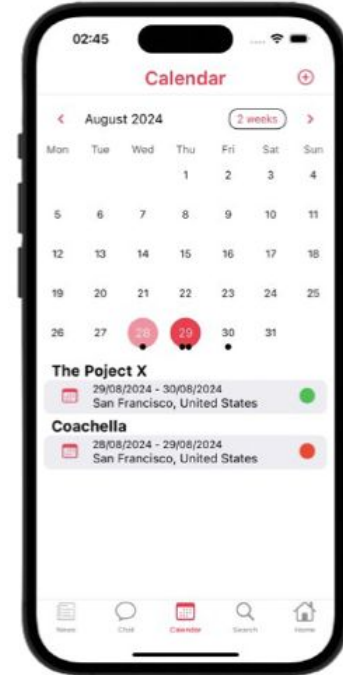 02:45
Calendar
August 2024 2 weeks
Mon Tue Wed Thu Fri Sat Sun
1 2 3 4
5 6 7 8 9 10 11
12 13 14 15 16 17 18
19 20 21 22 23 24 25
26 27 28 29 30 31
The Poject X
29/08/2024 - 30/08/2024
San Francisco, United States
Coachella
28/08/2024 - 29/08/2024
San Francisco, United States
News Chat Calendar Search Home